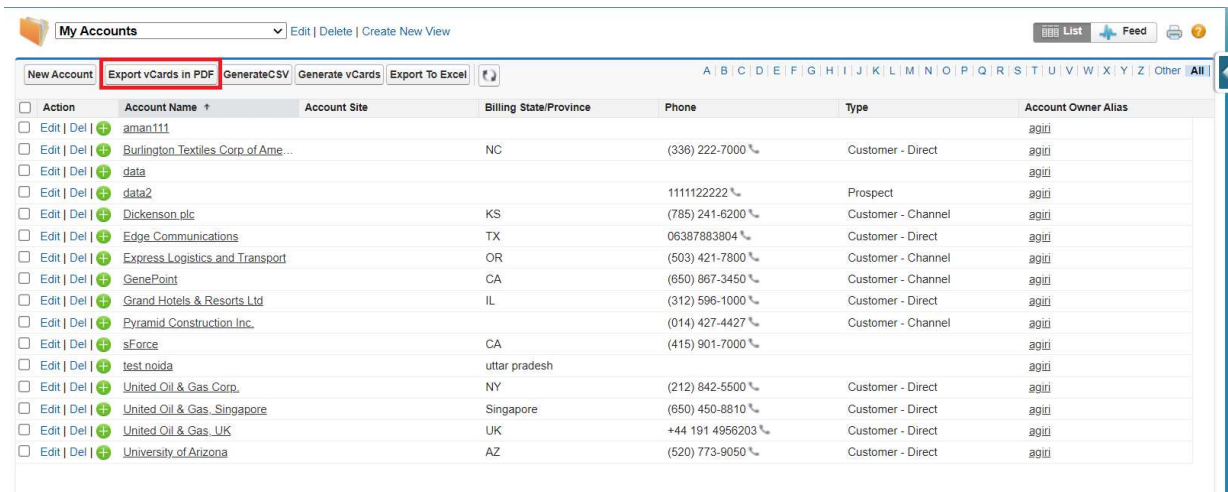 My Accounts Edit | Delete | Create New View List Feed
New Account Export vCards in PDF GenerateCSV Generate vCards Export To Excel A | B | C | D | E | F | G | H | I | J | K | L | M | N | O | P | Q | R | S | T | U | V | W | X | Y | Z | Other All
Action Account Name ↑ Account Site Billing State/Province Phone Type Account Owner Alias
Edit | Del | aman111 agiri
Edit | Del | Burlington Textiles Corp of Ame... NC (336) 222-7000 Customer - Direct agiri
Edit | Del | data agiri
Edit | Del | data2 1111122222 Prospect agiri
Edit | Del | Dickenson plc KS (785) 241-6200 Customer - Channel agiri
Edit | Del | Edge Communications TX 06387883804 Customer - Direct agiri
Edit | Del | Express Logistics and Transport OR (503) 421-7800 Customer - Channel agiri
Edit | Del | GenePoint CA (650) 867-3450 Customer - Channel agiri
Edit | Del | Grand Hotels & Resorts Ltd IL (312) 596-1000 Customer - Direct agiri
Edit | Del | Pyramid Construction Inc. (014) 427-4427 Customer - Channel agiri
Edit | Del | sForce CA (415) 901-7000 agiri
Edit | Del | test noida uttar pradesh agiri
Edit | Del | United Oil & Gas Corp. NY (212) 842-5500 Customer - Direct agiri
Edit | Del | United Oil & Gas, Singapore Singapore (650) 450-8810 Customer - Direct agiri
Edit | Del | United Oil & Gas, UK UK +44 191 4956203 Customer - Direct agiri
Edit | Del | University of Arizona AZ (520) 773-9050 Customer - Direct agiri